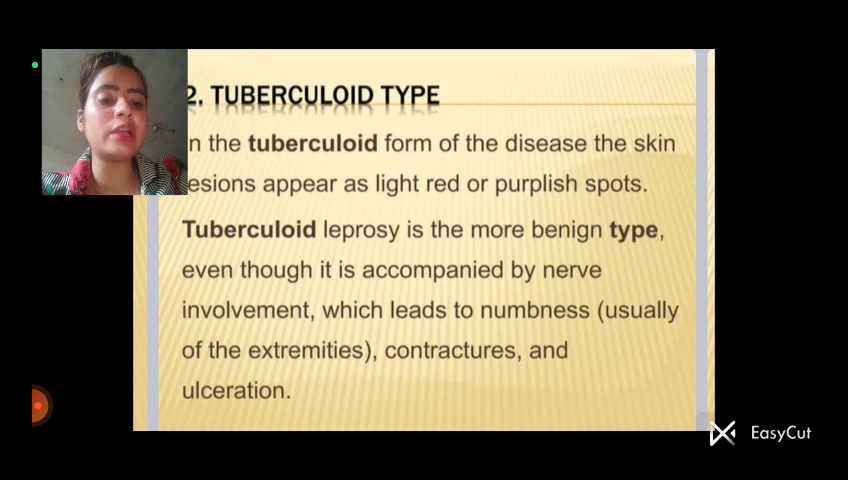 2. TUBERCULOID TYPE
n the tuberculoid form of the disease the skin
esions appear as light red or purplish spots.
Tuberculoid leprosy is the more benign type,
even though it is accompanied by nerve
involvement, which leads to numbness (usually
of the extremities), contractures, and
ulceration.
EasyCut